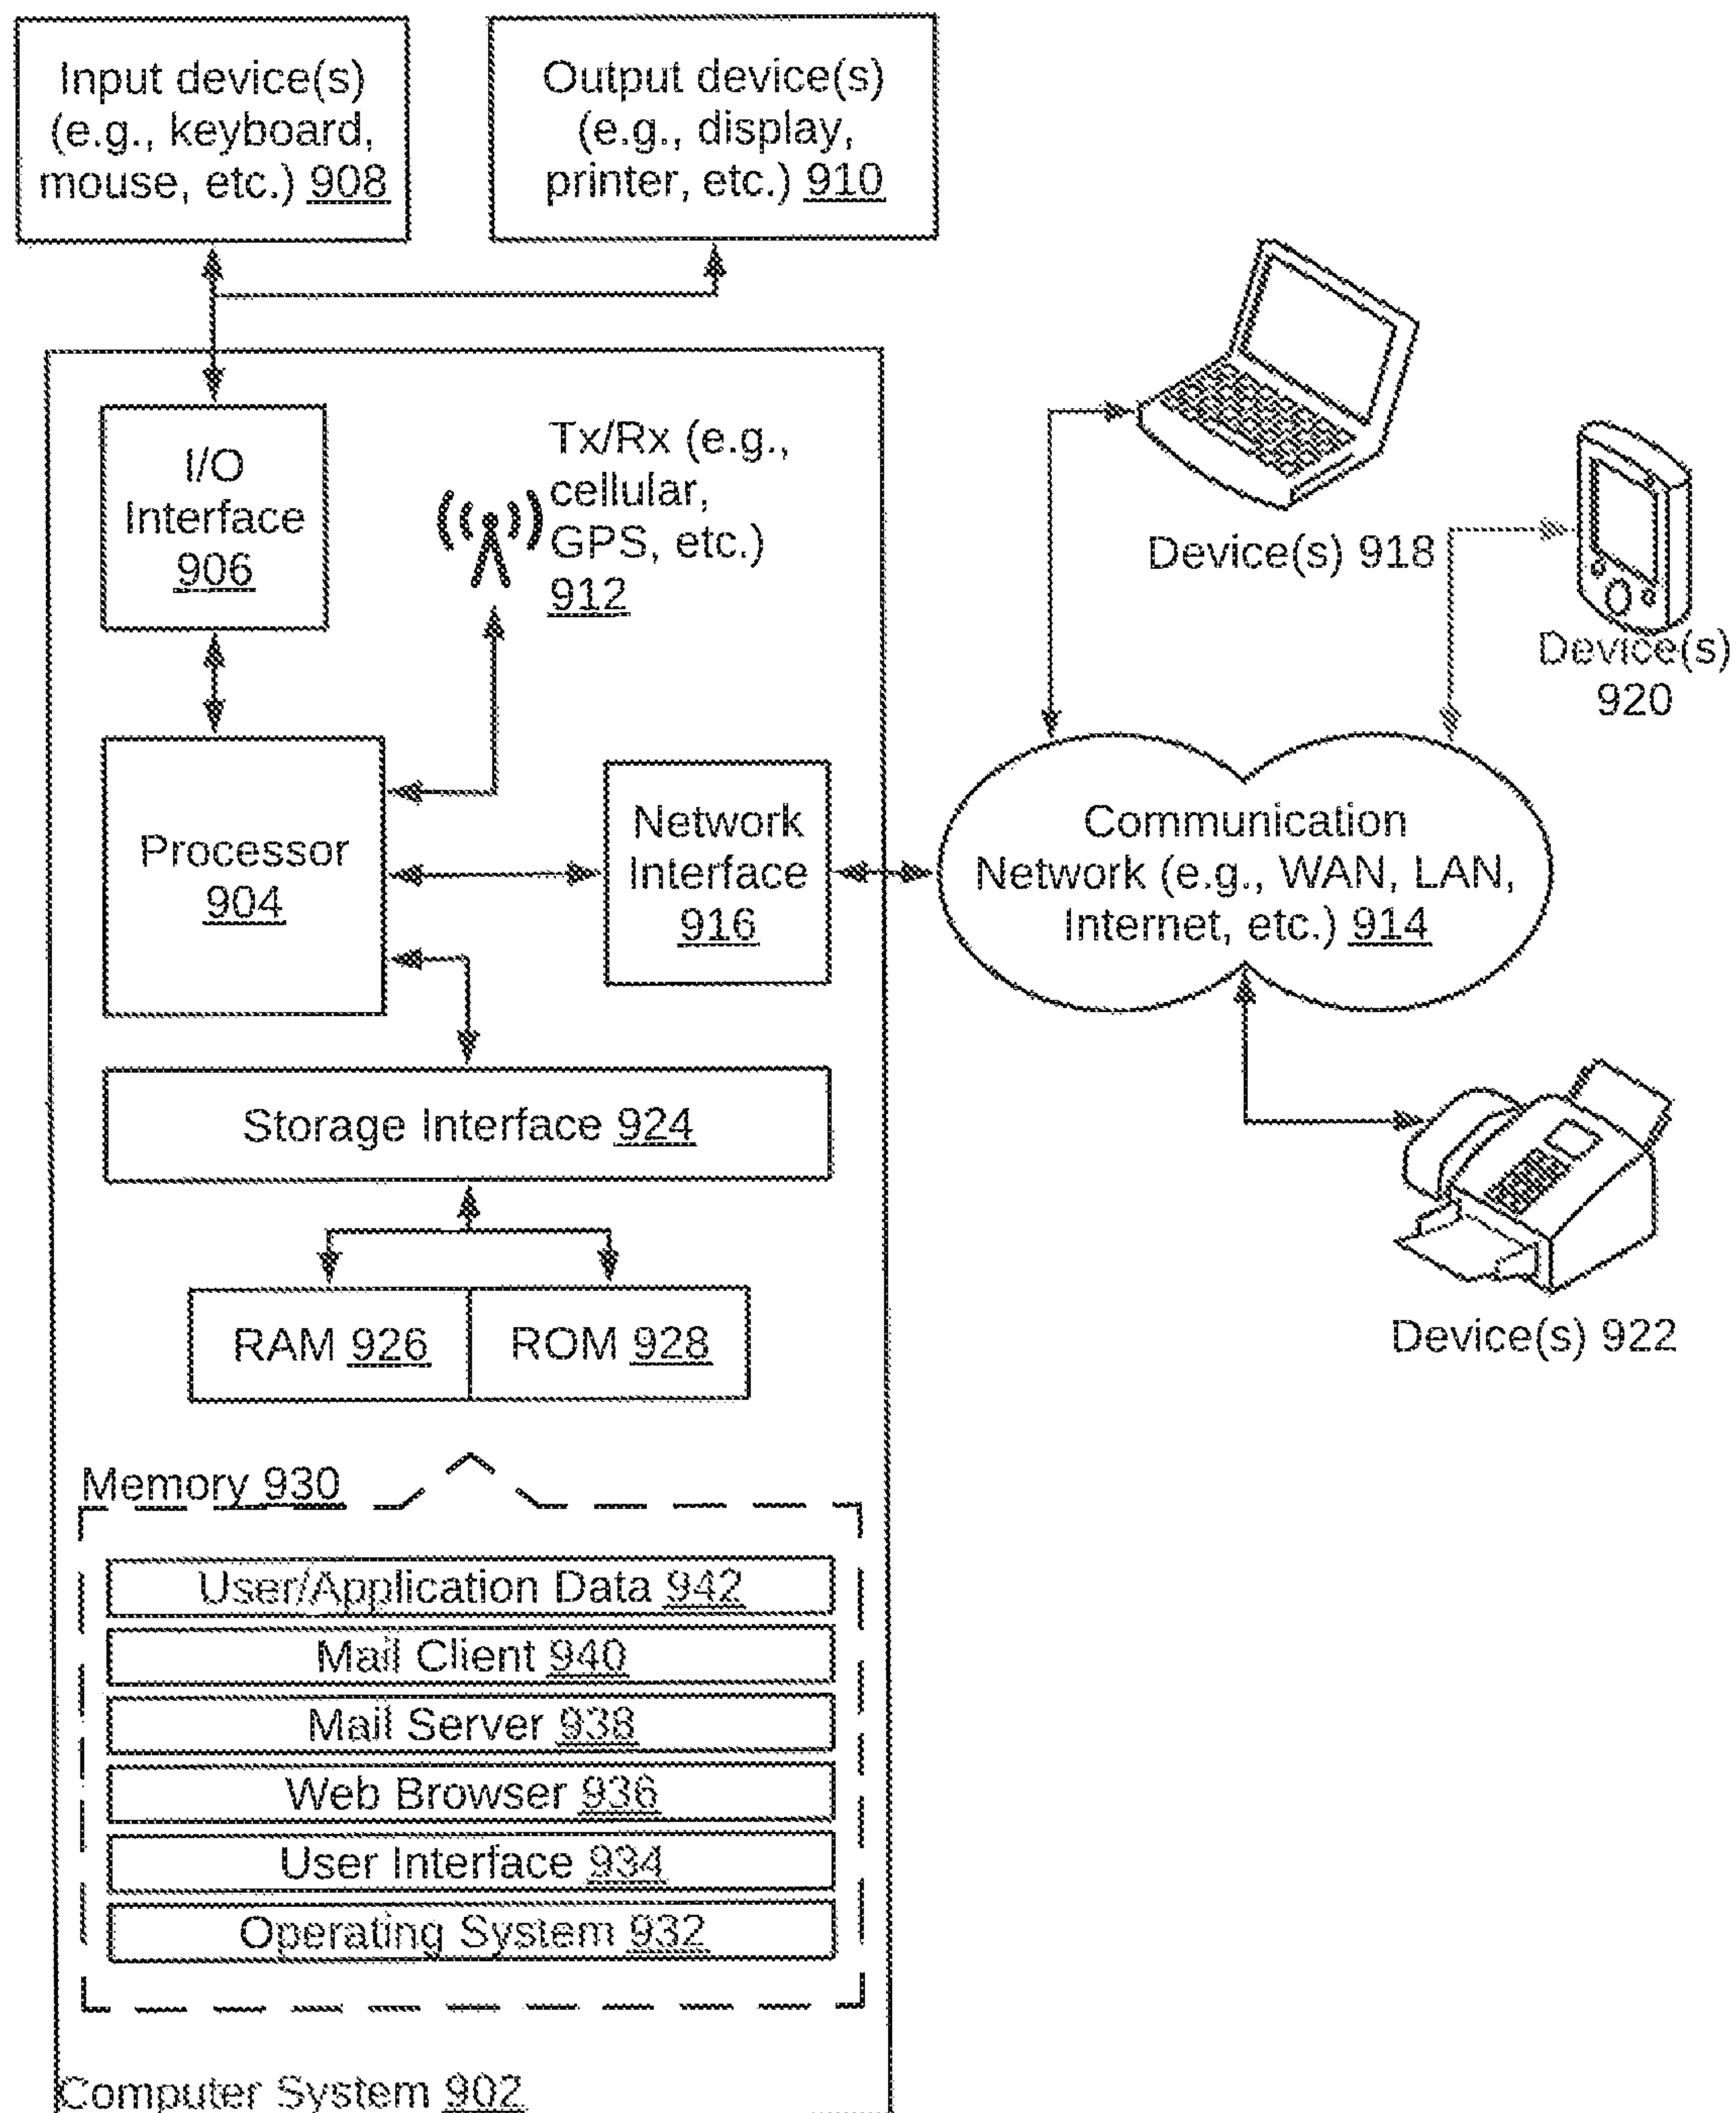 Input device(s)
(e.g., keyboard,
mouse, etc.) 908
Output device(s)
(e.g., display,
printer, etc.) 910
I/O
Interface
906
Tx/Rx (e.g.,
cellular,
GPS, etc.)
912
Device(s) 918
Device(s)
920
Processor
904
Network
Interface
916
Communication
Network (e.g., WAN, LAN,
Internet, etc.) 914
Storage Interface 924
RAM 926
ROM 928
Device(s) 922
Memory 930
User/Application Data 942
Mail Client 940
Mail Server 938
Web Browser 936
User Interface 934
Operating System 932
Computer System 902